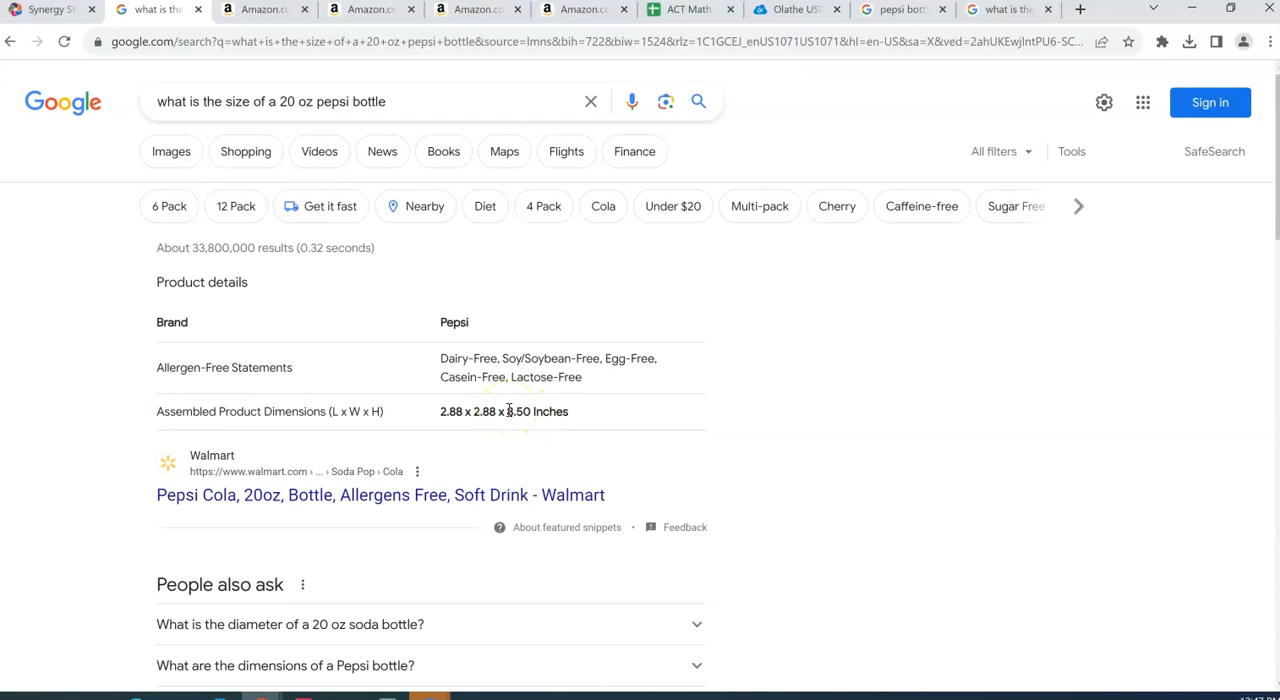 Synergy S
what is the
Amazon.co
Amazon.co
Amazon.co
Amazon.co
ACT Math
Olathe US
pepsi bottl
what is the
google.com/search?q=what+is+the+size+of+a+20+oz+pepsi+bottle&source=lmns&bih=722&biw=1524&rlz=1C1GCEJ_enUS1071US1071&hl=en-US&sa=X&ved=2ahUKEwjIntPU6-SC...
Google
what is the size of a 20 oz pepsi bottle
Sign in
Images Shopping Videos News Books Maps Flights Finance
All filters Tools SafeSearch
6 Pack 12 Pack Get it fast Nearby Diet 4 Pack Cola Under $20 Multi-pack Cherry Caffeine-free Sugar Free
About 33,800,000 results (0.32 seconds)
Product details
Brand Pepsi
Allergen-Free Statements Dairy-Free, Soy/Soybean-Free, Egg-Free,
Casein-Free, Lactose-Free
Assembled Product Dimensions (L x W x H) 2.88 x 2.88 x 8.50 Inches
Walmart
https://www.walmart.com › ... › Soda Pop › Cola
Pepsi Cola, 20oz, Bottle, Allergens Free, Soft Drink - Walmart
About featured snippets • Feedback
People also ask
What is the diameter of a 20 oz soda bottle?
What are the dimensions of a Pepsi bottle?